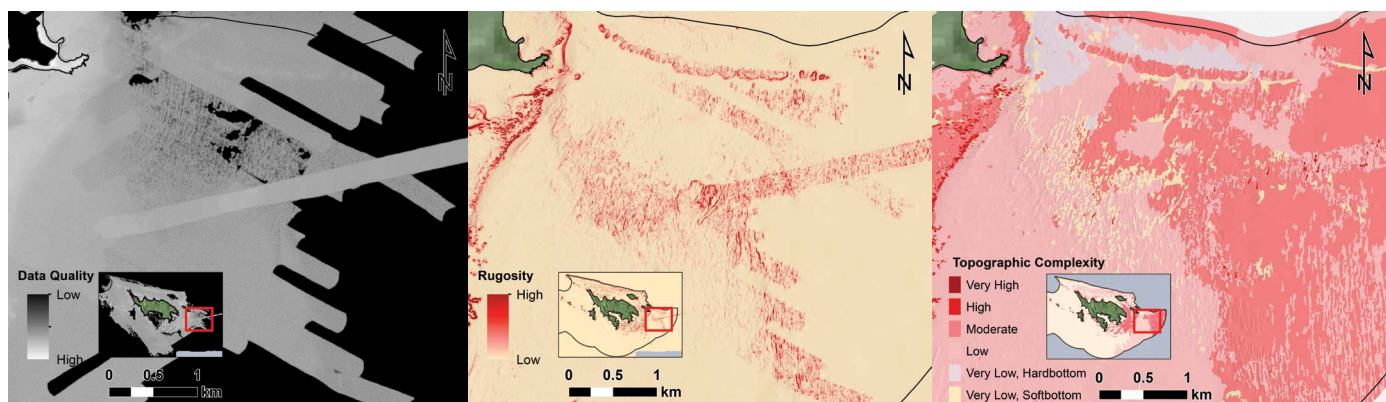 N
Data Quality
Low
High
0 0.5 1
km
N
Rugosity
High
Low
0 0.5 1
km
N
Topographic Complexity
Very High
High
Moderate
Low
Very Low, Hardbottom
Very Low, Softbottom
0 0.5 1
km